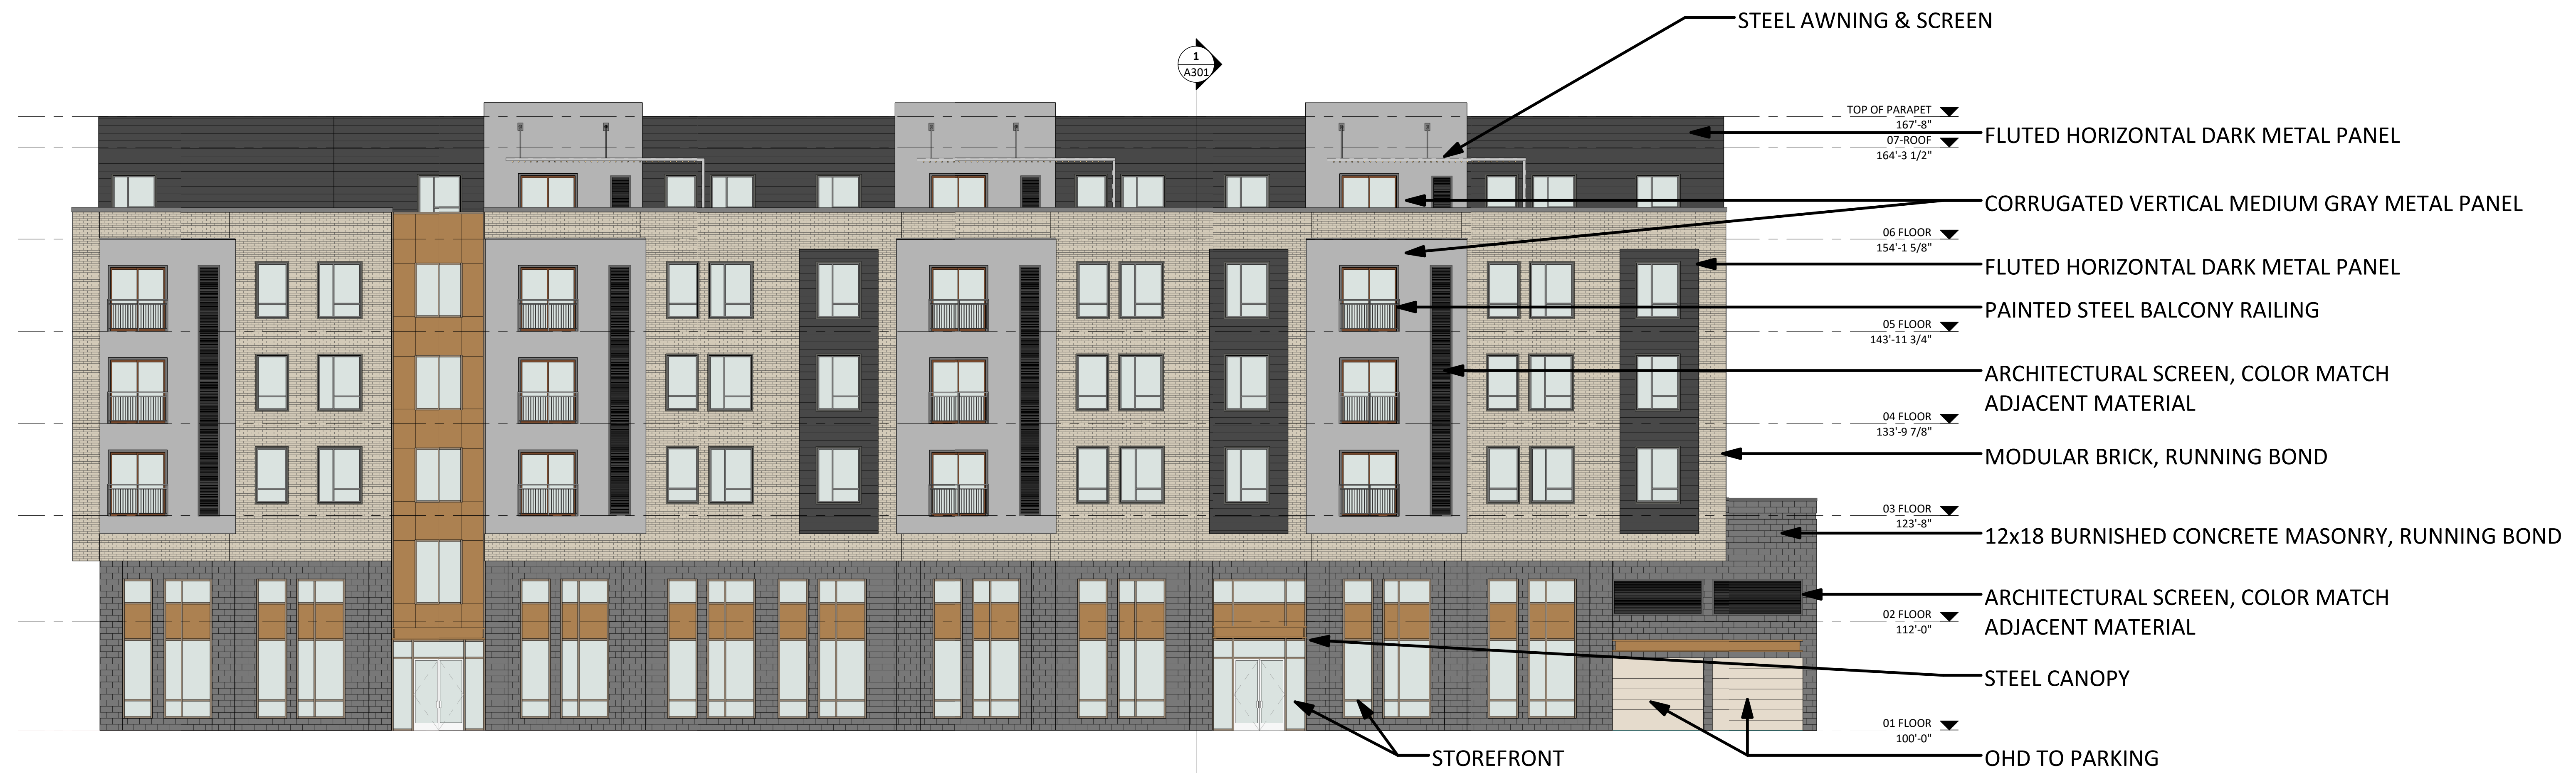 STEEL AWNING & SCREEN
1
A301
TOP OF PARAPET
167'-8"
FLUTED HORIZONTAL DARK METAL PANEL
07-ROOF
164'-3 1/2"
CORRUGATED VERTICAL MEDIUM GRAY METAL PANEL
06 FLOOR
154'-1 5/8"
FLUTED HORIZONTAL DARK METAL PANEL
PAINTED STEEL BALCONY RAILING
05 FLOOR
143'-11 3/4"
ARCHITECTURAL SCREEN, COLOR MATCH
ADJACENT MATERIAL
04 FLOOR
133'-9 7/8"
MODULAR BRICK, RUNNING BOND
03 FLOOR
123'-8"
12x18 BURNISHED CONCRETE MASONRY, RUNNING BOND
ARCHITECTURAL SCREEN, COLOR MATCH
ADJACENT MATERIAL
02 FLOOR
112'-0"
STEEL CANOPY
01 FLOOR
100'-0"
STOREFRONT
OHD TO PARKING